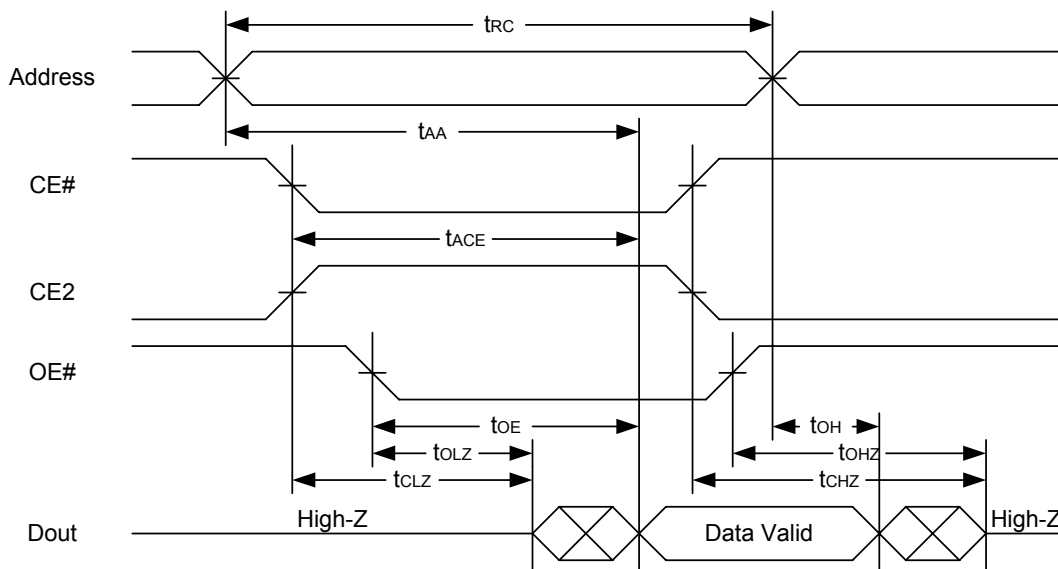 tRC
Address
tAA
CE#
tACE
CE2
OE#
tOE
tOH
tOLZ
tOHZ
tCLZ
tCHZ
High-Z
Dout
Data Valid
High-Z